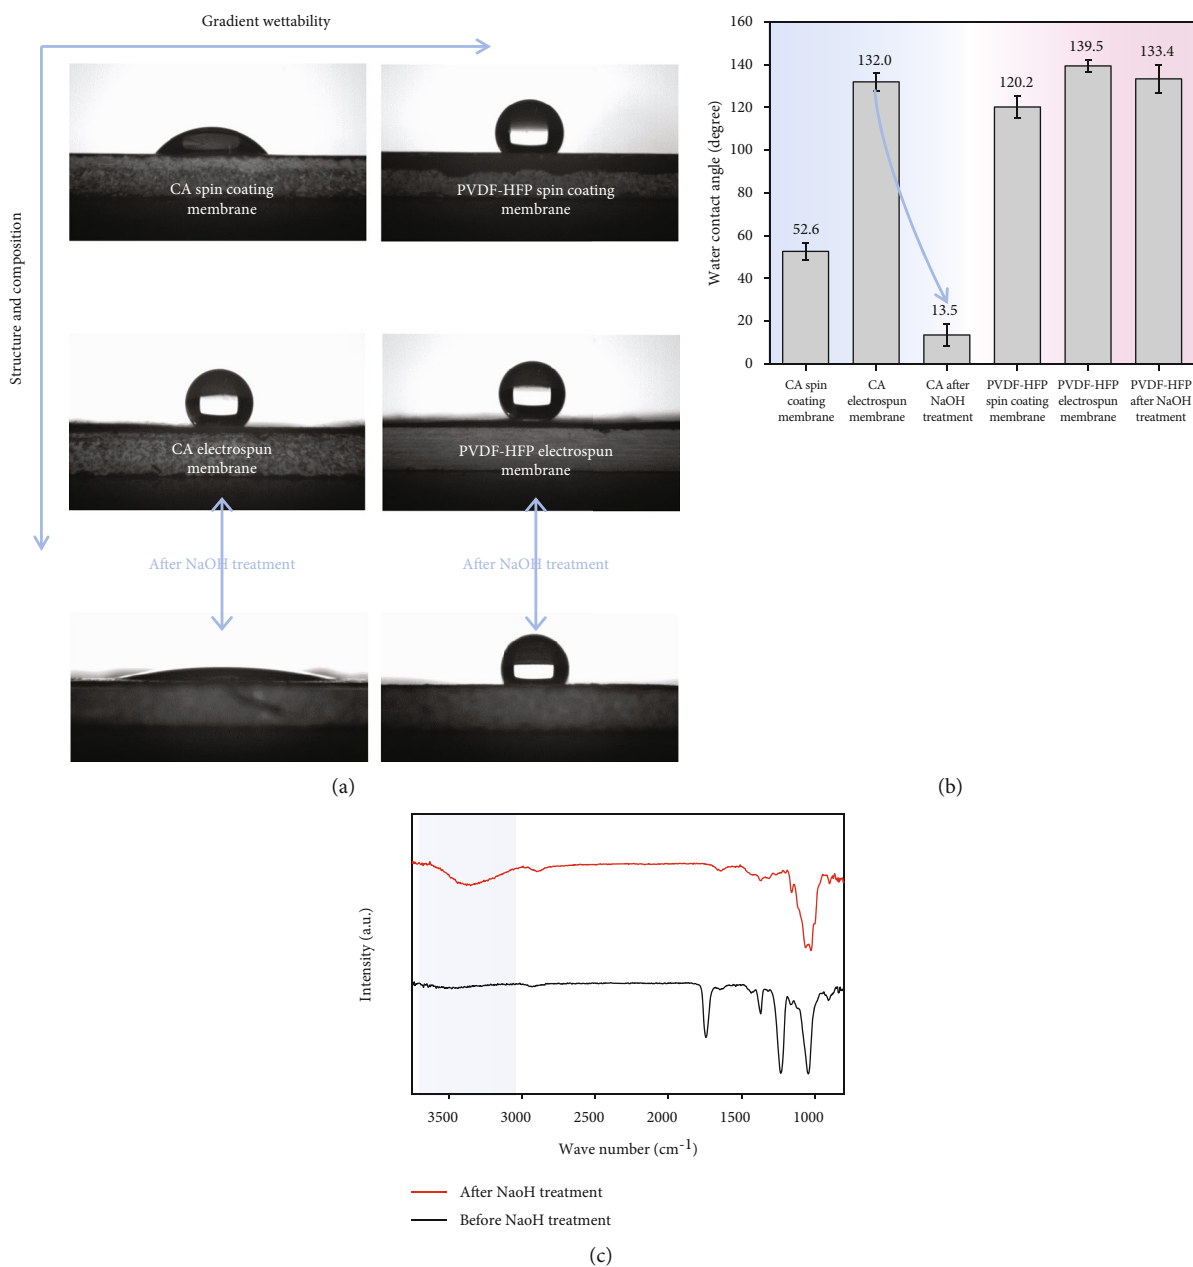 Gradient wettability
Structure and composition
CA spin coating
membrane
PVDF-HFP spin coating
membrane
CA electrospun
membrane
PVDF-HFP electrospun
membrane
After NaOH treatment
After NaOH treatment
(a)
Water contact angle (degree)
160
140
120
100
80
60
40
20
0
52.6
132.0
13.5
120.2
139.5
133.4
CA spin
coating
membrane
CA
electrospun
membrane
CA after
NaOH
treatment
PVDF-HFP
spin coating
membrane
PVDF-HFP
electrospun
membrane
PVDF-HFP
after NaOH
treatment
(b)
Intensity (a.u.)
3500 3000 2500 2000 1500 1000
Wave number (cm⁻¹)
After NaoH treatment
Before NaoH treatment
(c)